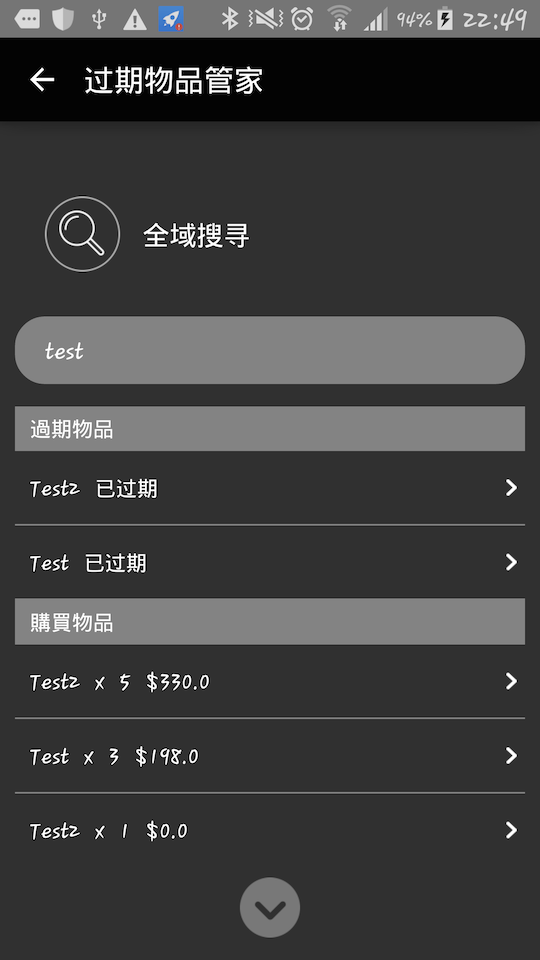 94% 22:49
过期物品管家
全域搜寻
test
過期物品
Test2 已过期
Test 已过期
購買物品
Test2 x 5 $330.0
Test x 3 $198.0
Test2 x 1 $0.0